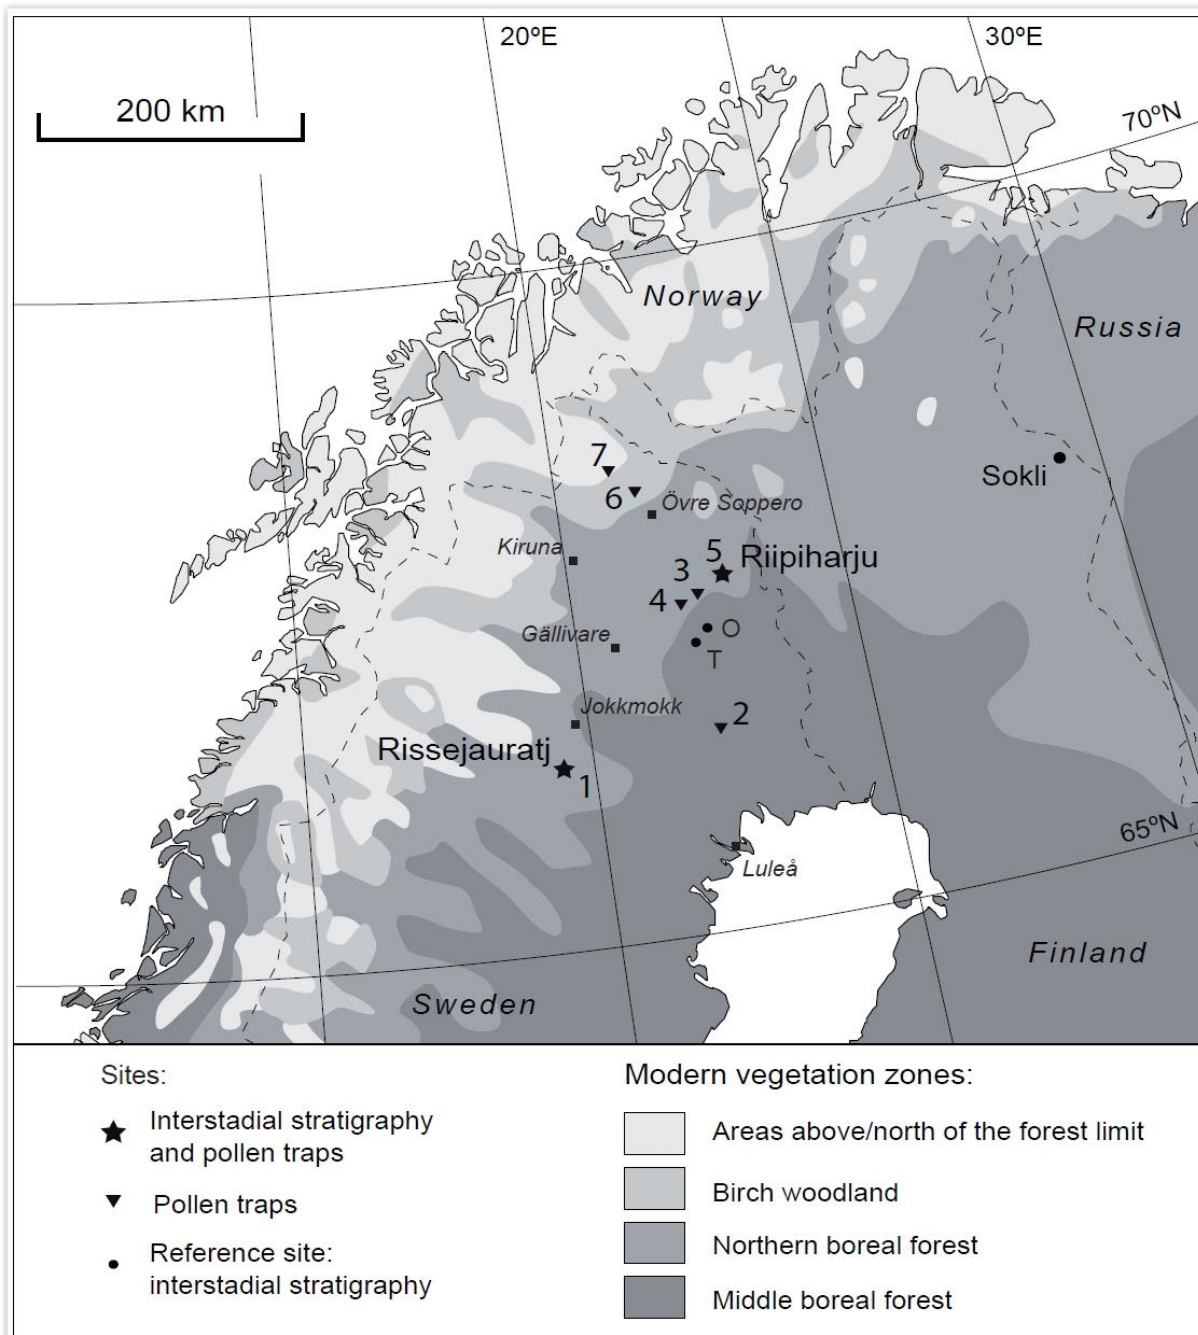 20ºE
30ºE
200 km
70ºN
Norway
Russia
7
Sokli
6
Övre Soppero
Kiruna
5
Riipiharju
3
4
O
Gällivare
T
Jokkmokk
2
Rissejauratj
1
65ºN
Luleå
Finland
Sweden
Sites:
Interstadial stratigraphy
and pollen traps
Pollen traps
Reference site:
interstadial stratigraphy
Modern vegetation zones:
Areas above/north of the forest limit
Birch woodland
Northern boreal forest
Middle boreal forest